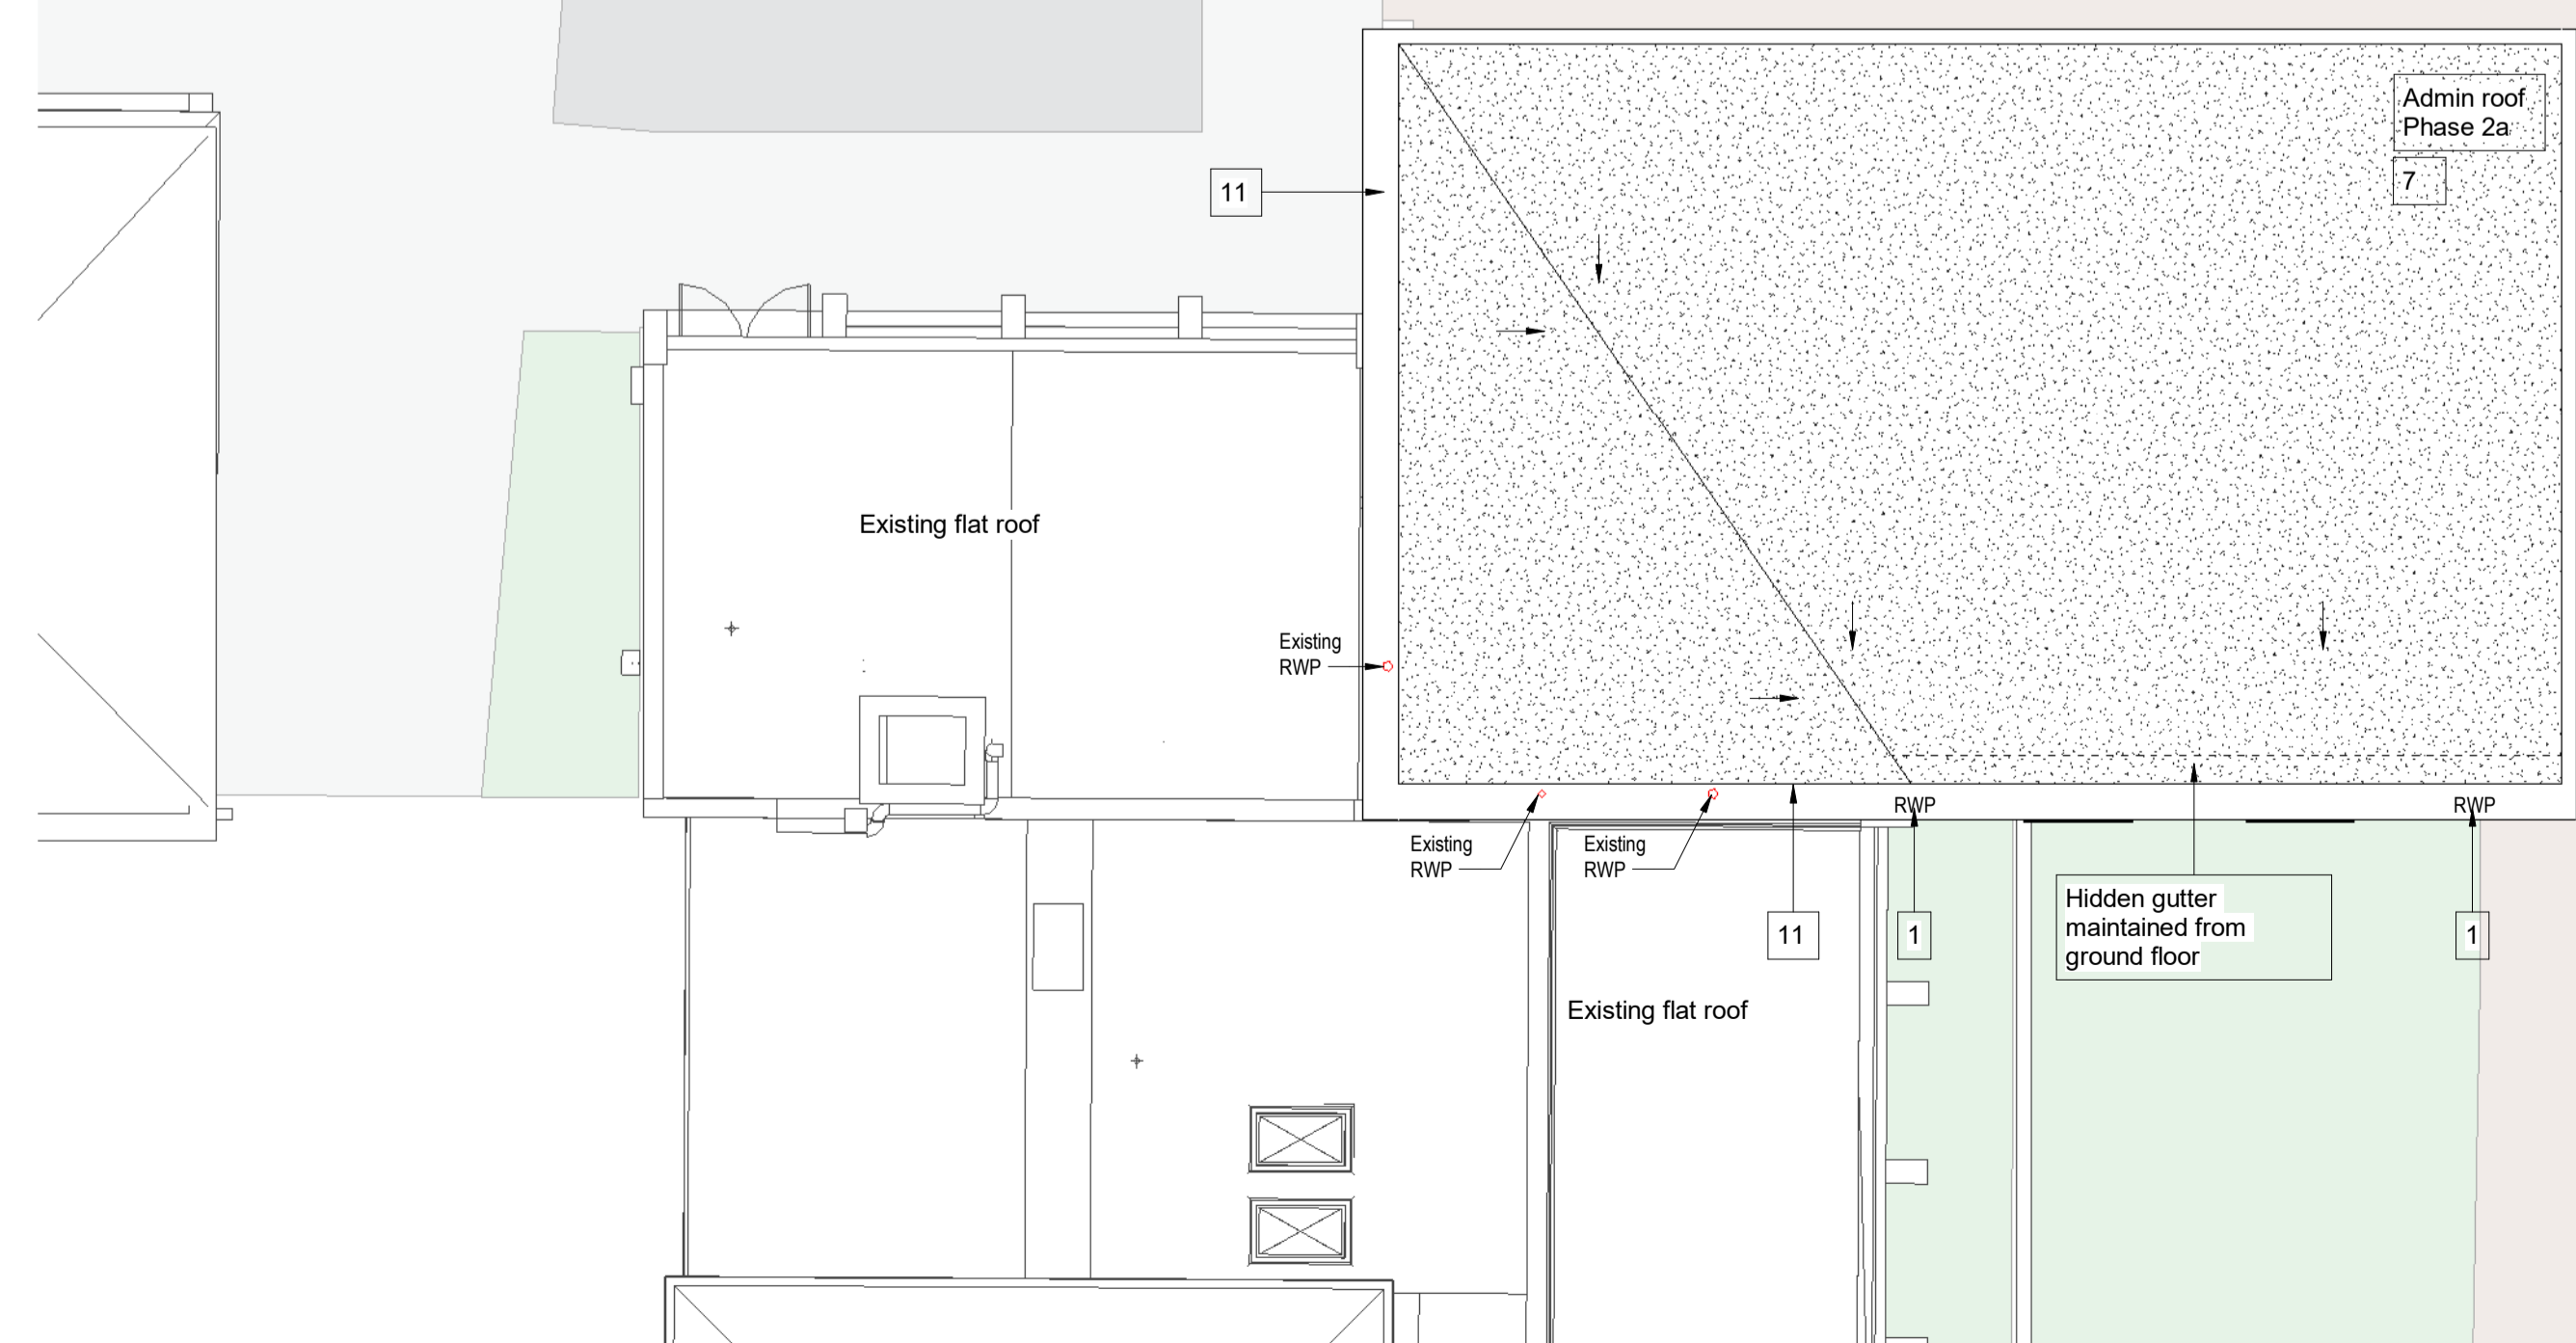 Admin roof
Phase 2a
7
11
Existing flat roof
Existing
RWP
RWP
RWP
Existing
RWP
Existing
RWP
11
1
Hidden gutter
maintained from
ground floor
1
Existing flat roof